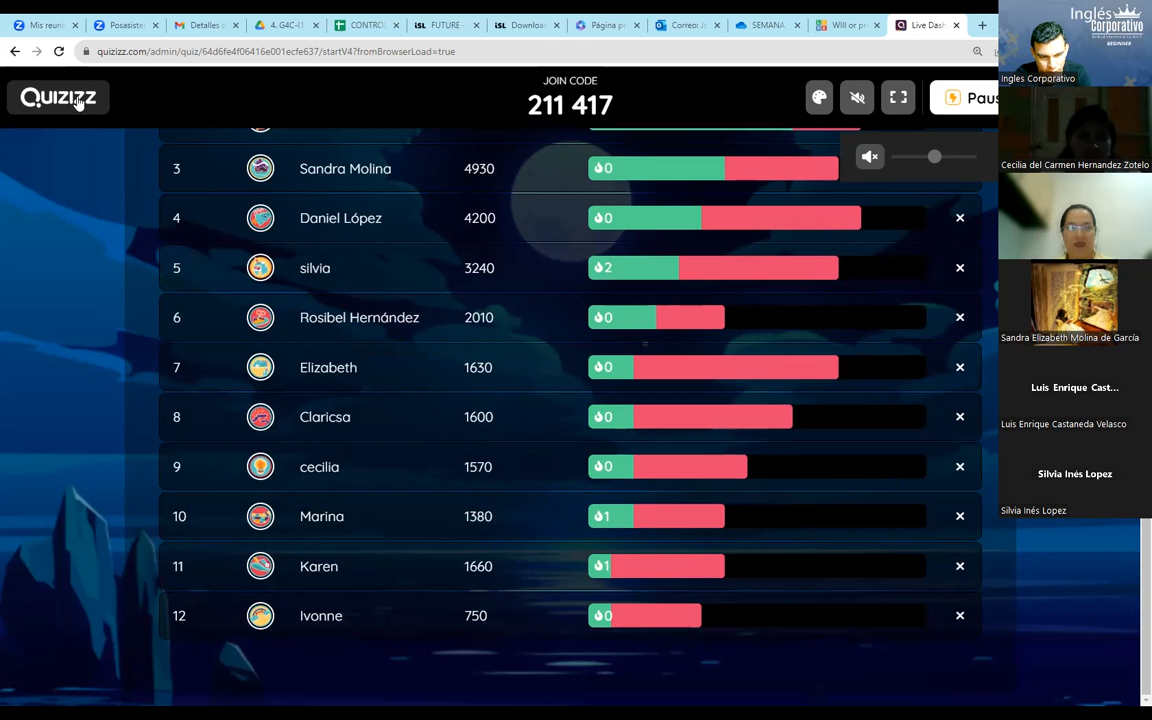 Mis reuni
Posasiste
Detalles c
4. G4C-I1
CONTROL
iSL FUTURE
iSL Downloa
Página pr
Correo: Jo
SEMANA
Will or pr
Live Dash
quizizz.com/admin/quiz/64d6fe4f06416e001ecfe637/startV4?fromBrowserLoad=true
Quizizz
JOIN CODE
211 417
Paus
3 Sandra Molina 4930 0
4 Daniel López 4200 0
5 silvia 3240 2
6 Rosibel Hernández 2010 0
7 Elizabeth 1630 0
8 Claricsa 1600 0
9 cecilia 1570 0
10 Marina 1380 1
11 Karen 1660 1
12 Ivonne 750 0
Inglés
Corporativo
BEGINNER
Ingles Corporativo
Cecilia del Carmen Hernandez Zotelo
Sandra Elizabeth Molina de García
Luis Enrique Cast...
Luis Enrique Castaneda Velasco
Silvia Inés Lopez
Silvia Inés Lopez